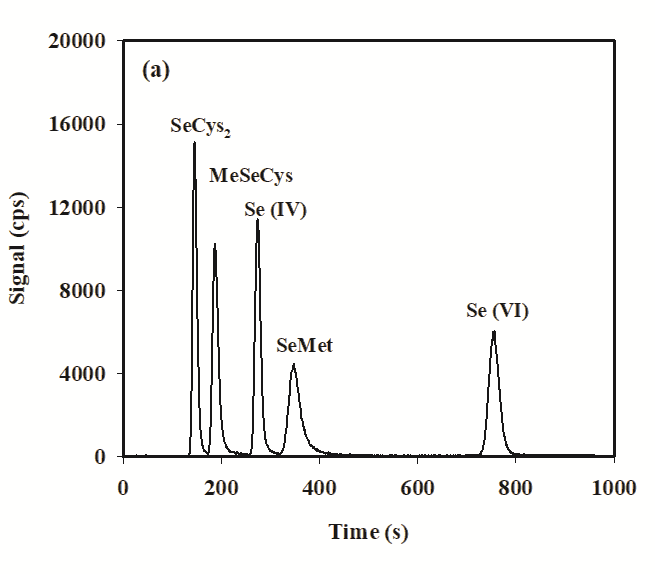 20000
(a)
16000
SeCys2
MeSeCys
12000
Se (IV)
Signal (cps)
8000
Se (VI)
SeMet
4000
0
0 200 400 600 800 1000
Time (s)